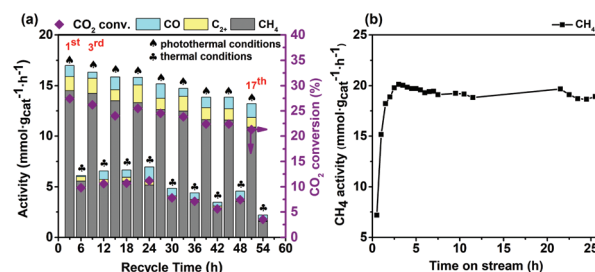 (a) CO2 conv. CO C2+ CH4
1st 3rd
♠ photothermal conditions
♣ thermal conditions
17th
Activity (mmol·gcat⁻¹·h⁻¹)
20
15
10
5
0
CO2 conversion (%)
40
35
30
25
20
15
10
5
0
0 6 12 18 24 30 36 42 48 54 60
Recycle Time (h)
(b) CH4
CH4 activity (mmol·gcat⁻¹·h⁻¹)
25
20
15
10
5
0
0 5 10 15 20 25
Time on stream (h)